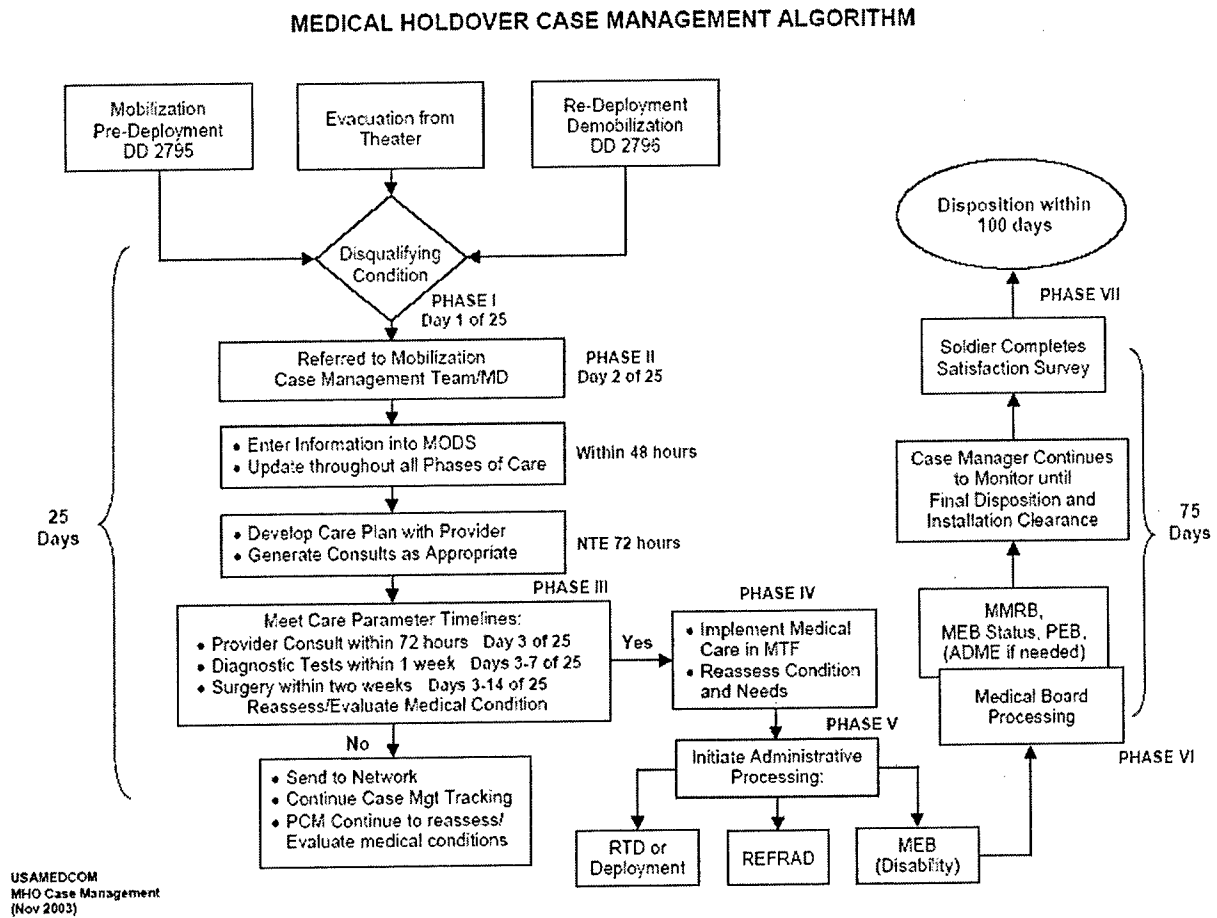 MEDICAL HOLDOVER CASE MANAGEMENT ALGORITHM
Mobilization
Pre-Deployment
DD 2795
Evacuation from
Theater
Re-Deployment
Demobilization
DD 2796
Disqualifying
Condition
PHASE I
Day 1 of 25
Referred to Mobilization
Case Management Team/MD
PHASE II
Day 2 of 25
• Enter Information into MODS
• Update throughout all Phases of Care
Within 48 hours
25
Days
• Develop Care Plan with Provider
• Generate Consults as Appropriate
NTE 72 hours
PHASE III
Meet Care Parameter Timelines:
• Provider Consult within 72 hours Day 3 of 25
• Diagnostic Tests within 1 week Days 3-7 of 25
• Surgery within two weeks Days 3-14 of 25
Reassess/Evaluate Medical Condition
Yes
No
• Send to Network
• Continue Case Mgt Tracking
• PCM Continue to reassess/
Evaluate medical conditions
PHASE IV
• Implement Medical
Care in MTF
• Reassess Condition
and Needs
PHASE V
Initiate Administrative
Processing:
RTD or
Deployment
REFRAD
MEB
(Disability)
PHASE VI
Medical Board
Processing
MMRB,
MEB Status, PEB,
(ADME if needed)
75
Days
Case Manager Continues
to Monitor until
Final Disposition and
Installation Clearance
Soldier Completes
Satisfaction Survey
PHASE VII
Disposition within
100 days
USAMEDCOM
MHO Case Management
(Nov 2003)